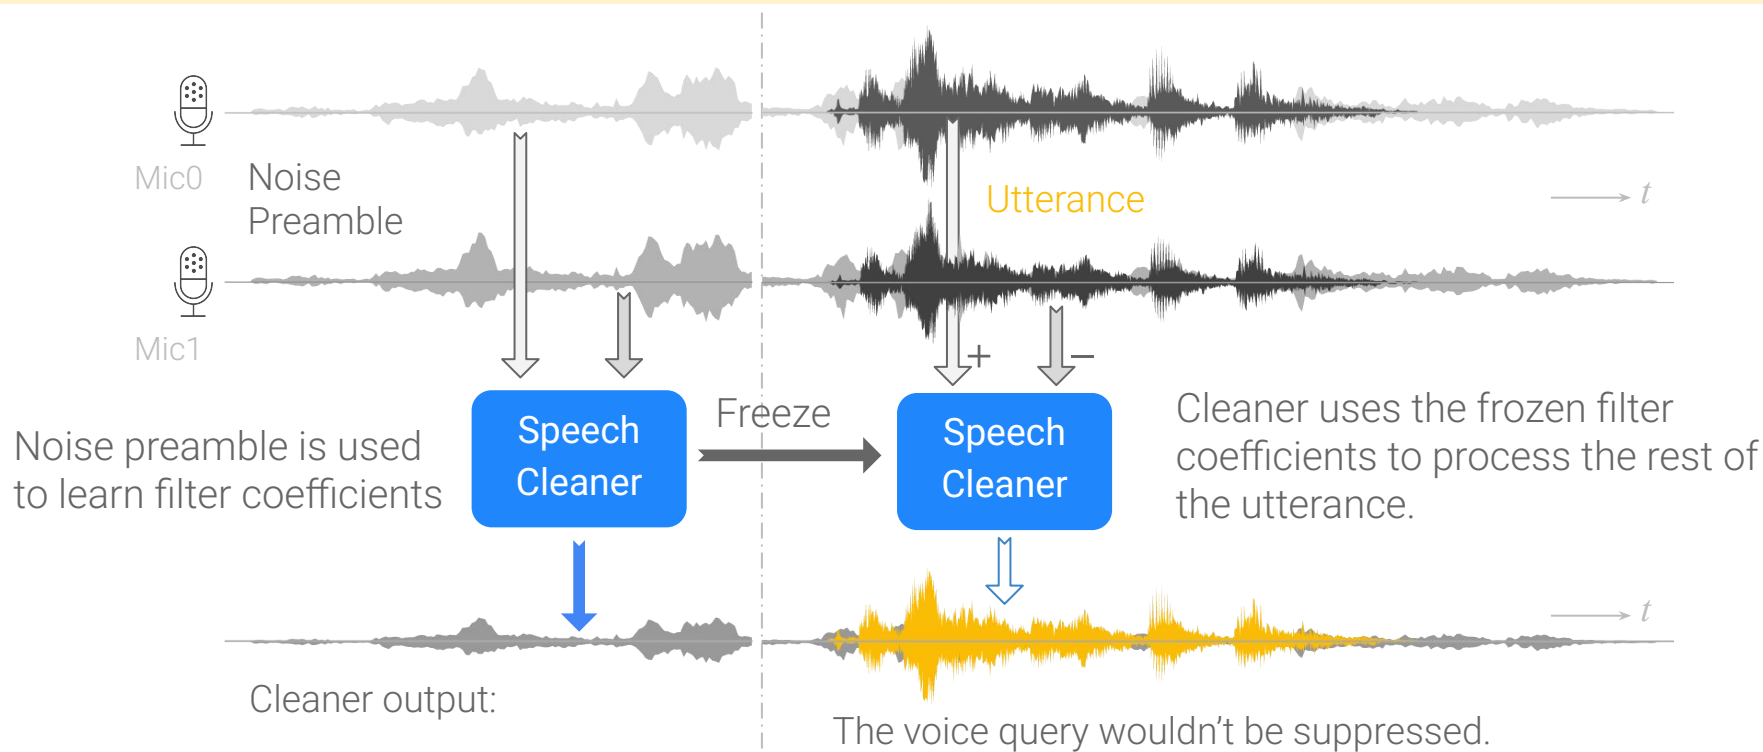 Mic0
Noise
Preamble
Utterance
t
Mic1
+
−
Noise preamble is used
to learn filter coefficients
Speech
Cleaner
Freeze
Speech
Cleaner
Cleaner uses the frozen filter
coefficients to process the rest of
the utterance.
t
Cleaner output:
The voice query wouldn't be suppressed.